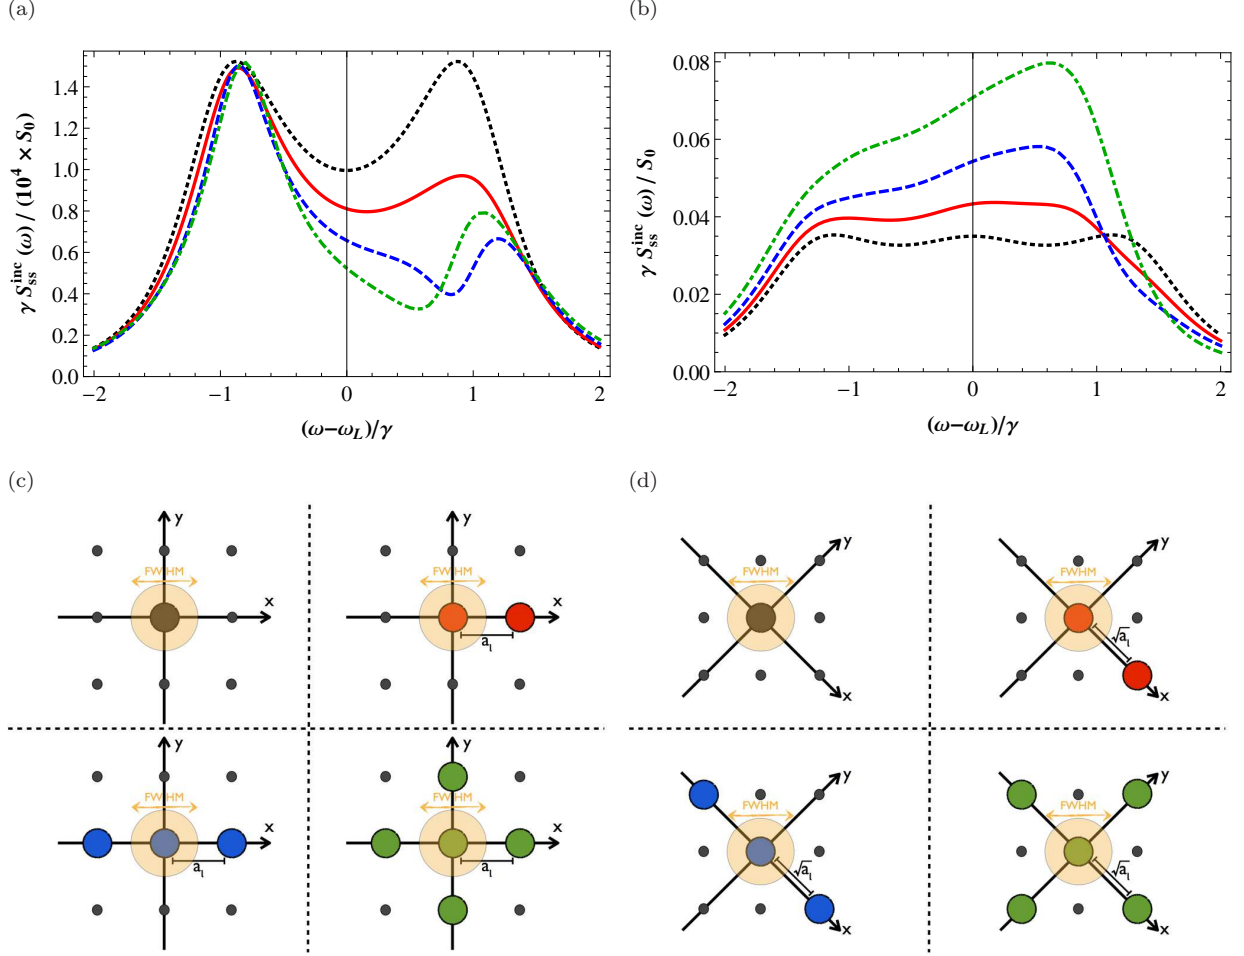 (a)
(b)
γ S_ss^inc (ω) / (10^4 × S_0)
1.4
1.2
1.0
0.8
0.6
0.4
0.2
0.0
−2
−1
0
1
2
(ω−ω_L)/γ
γ S_ss^inc (ω) / S_0
0.08
0.06
0.04
0.02
0.00
−2
−1
0
1
2
(ω−ω_L)/γ
(c)
(d)
y
FWHM
x
y
FWHM
x
a_l
y
FWHM
x
a_l
y
FWHM
x
a_l
y
FWHM
x
y
FWHM
√a_l
x
y
FWHM
√a_l
x
y
FWHM
√a_l
x